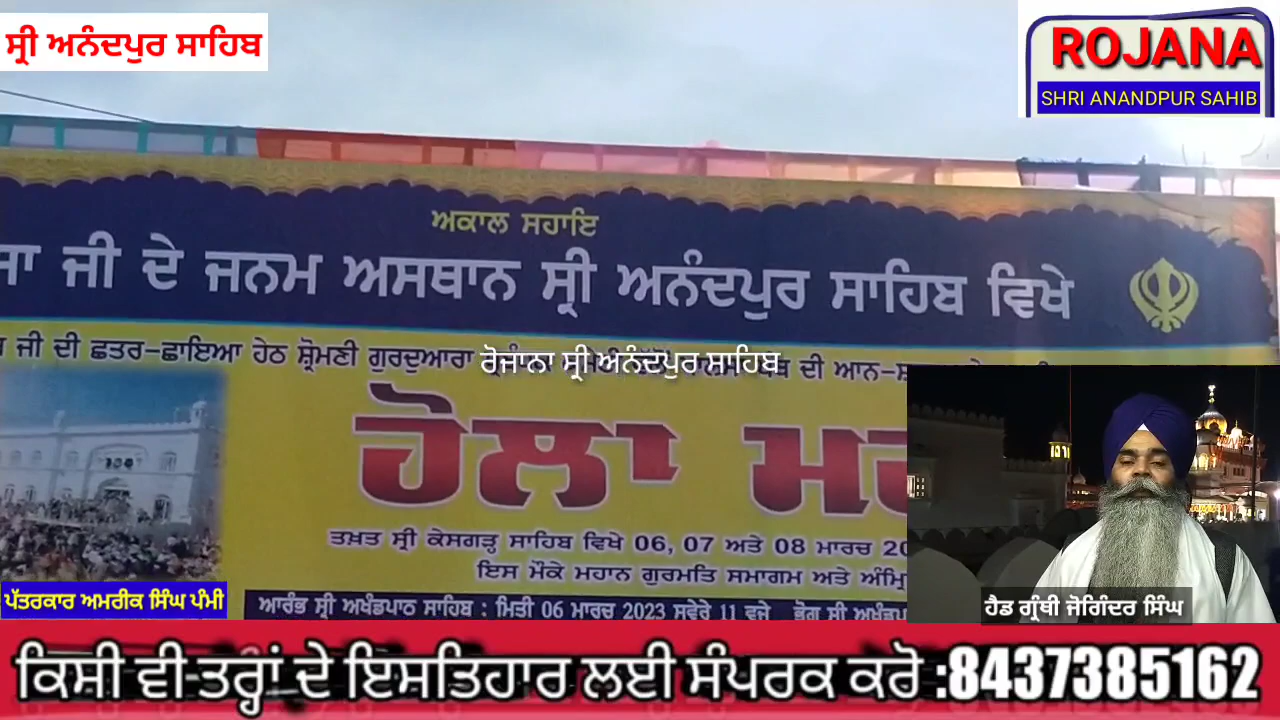 ਸ੍ਰੀ ਅਨੰਦਪੁਰ ਸਾਹਿਬ
ROJANA
SHRI ANANDPUR SAHIB
ਅਕਾਲ ਸਹਾਇ
ਸਾ ਜੀ ਦੇ ਜਨਮ ਅਸਥਾਨ ਸ੍ਰੀ ਅਨੰਦਪੁਰ ਸਾਹਿਬ ਵਿਖੇ
ਜੀ ਦੀ ਛਤਰ-ਛਾਇਆ ਹੇਠ ਸ਼੍ਰੋਮਣੀ ਗੁਰਦੁਆਰਾ ਦੀ ਆਨ-
ਰੋਜਾਨਾ ਸ੍ਰੀ ਅਨੰਦਪੁਰ ਸਾਹਿਬ
ਹੋਲਾ
ਤਖ਼ਤ ਸ੍ਰੀ ਕੇਸਗੜ੍ਹ ਸਾਹਿਬ ਵਿਖੇ 06, 07 ਅਤੇ 08 ਮਾਰਚ 20
ਇਸ ਮੌਕੇ ਮਹਾਨ ਗੁਰਮਤਿ ਸਮਾਗਮ ਅਤੇ
ਆਰੰਭ ਸ੍ਰੀ ਅਖੰਡਪਾਠ ਸਾਹਿਬ : ਮਿਤੀ 06 ਮਾਰਚ 2023 ਸਵੇਰੇ 11 ਵਜੇ ਭੋਗ ਸ੍ਰੀ
ਪੱਤਰਕਾਰ ਅਮਰੀਕ ਸਿੰਘ ਪੰਮੀ
ਹੈਡ ਗ੍ਰੰਥੀ ਜੋਗਿੰਦਰ ਸਿੰਘ
ਕਿਸੀ ਵੀ ਤਰ੍ਹਾਂ ਦੇ ਇਸਤਿਹਾਰ ਲਈ ਸੰਪਰਕ ਕਰੋ :8437385162